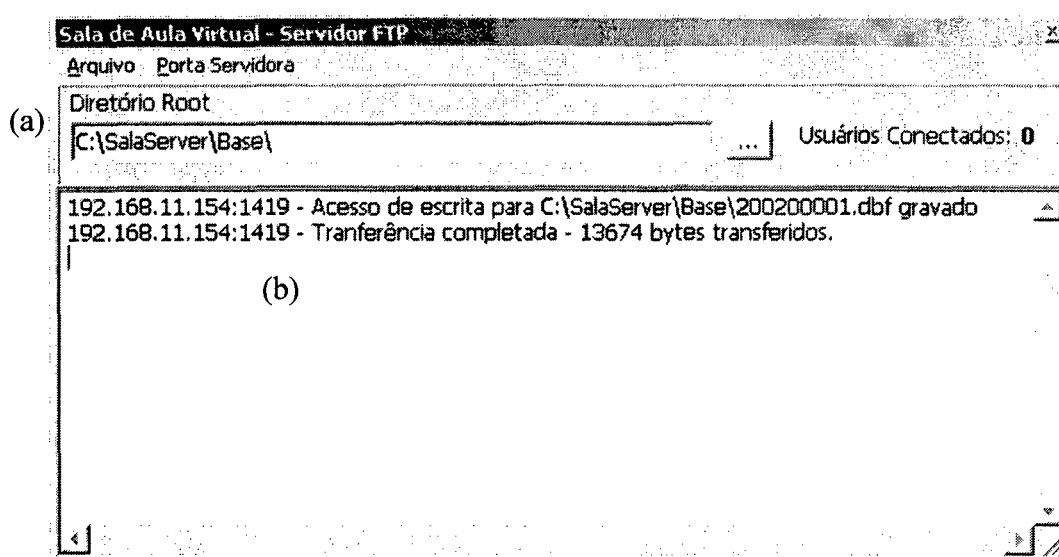 Sala de Aula Virtual - Servidor FTP
Arquivo Porta Servidora
Diretório Root
(a)
C:\SalaServer\Base\ ... Usuários Conectados: 0
192.168.11.154:1419 - Acesso de escrita para C:\SalaServer\Base\200200001.dbf gravado
192.168.11.154:1419 - Tranferência completada - 13674 bytes transferidos.
(b)